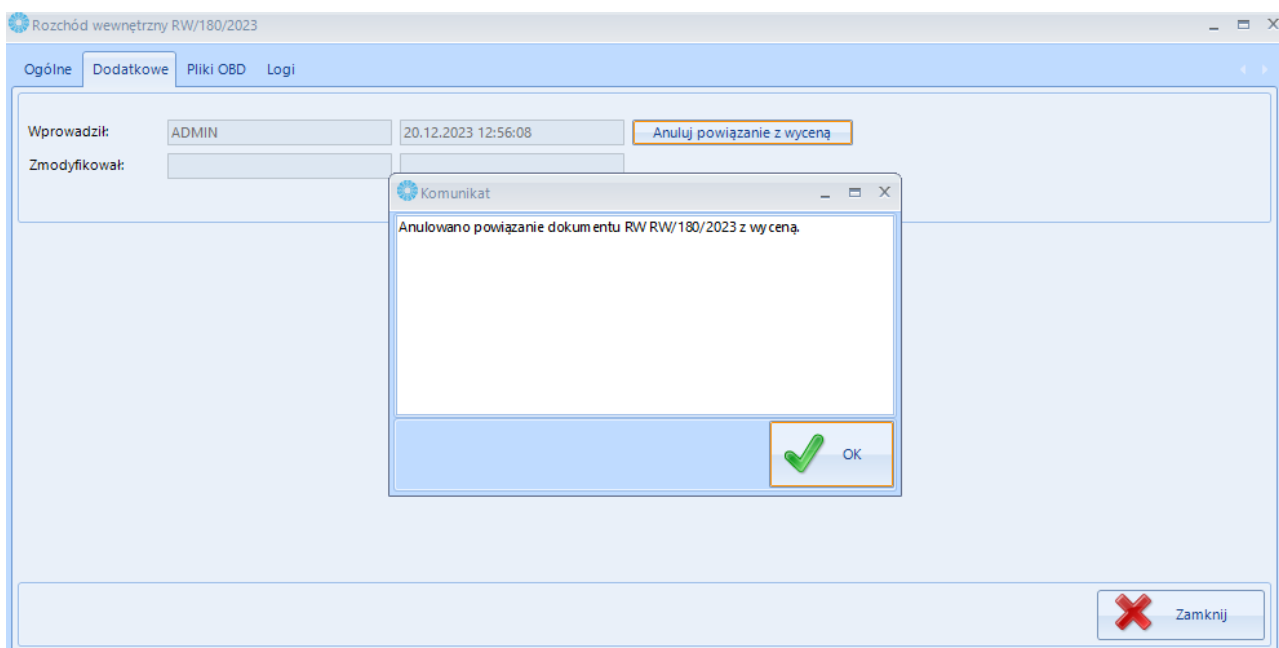 Rozchód wewnętrzny RW/180/2023
Ogólne Dodatkowe Pliki OBD Logi
Wprowadził: ADMIN 20.12.2023 12:56:08 Anuluj powiązanie z wyceną
Zmodyfikował:
Komunikat
Anulowano powiązanie dokumentu RW RW/180/2023 z wyceną.
OK
Zamknij